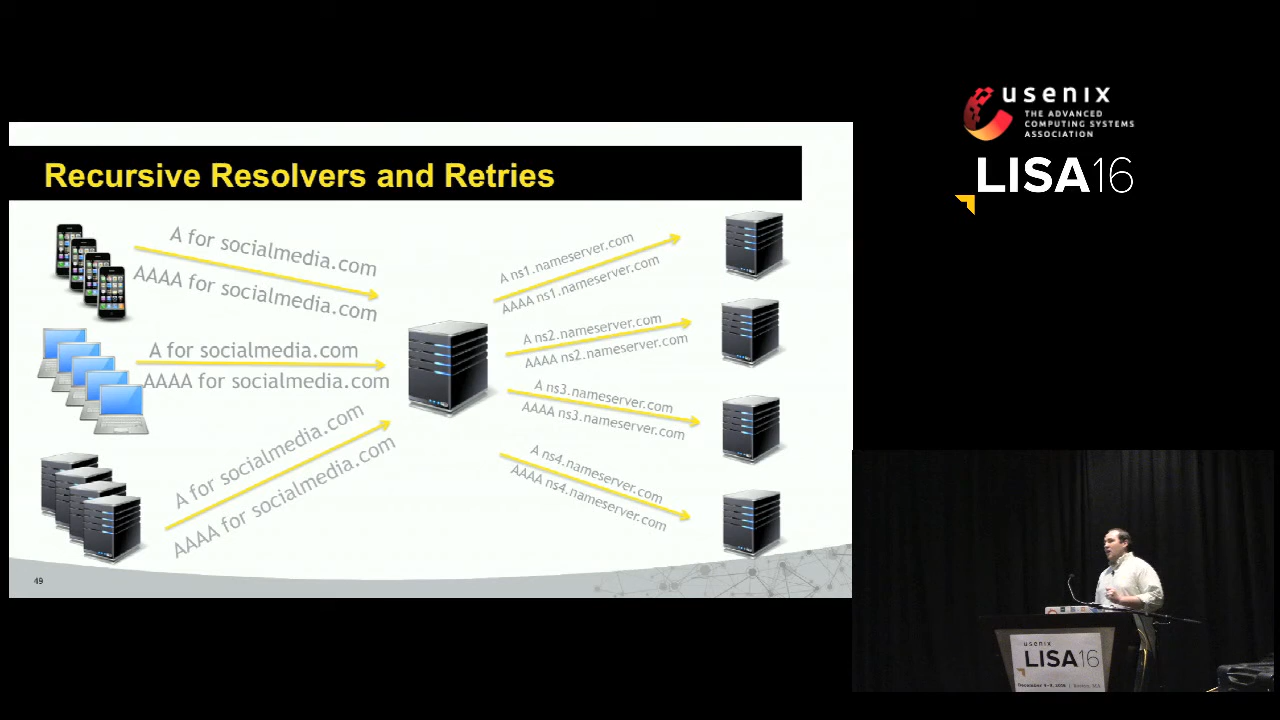 Recursive Resolvers and Retries
A for socialmedia.com
AAAA for socialmedia.com
A for socialmedia.com
AAAA for socialmedia.com
A for socialmedia.com
AAAA for socialmedia.com
A ns1.nameserver.com
AAAA ns1.nameserver.com
A ns2.nameserver.com
AAAA ns2.nameserver.com
A ns3.nameserver.com
AAAA ns3.nameserver.com
A ns4.nameserver.com
AAAA ns4.nameserver.com
49
usenix
THE ADVANCED
COMPUTING SYSTEMS
ASSOCIATION
LISA16
usenix
LISA16